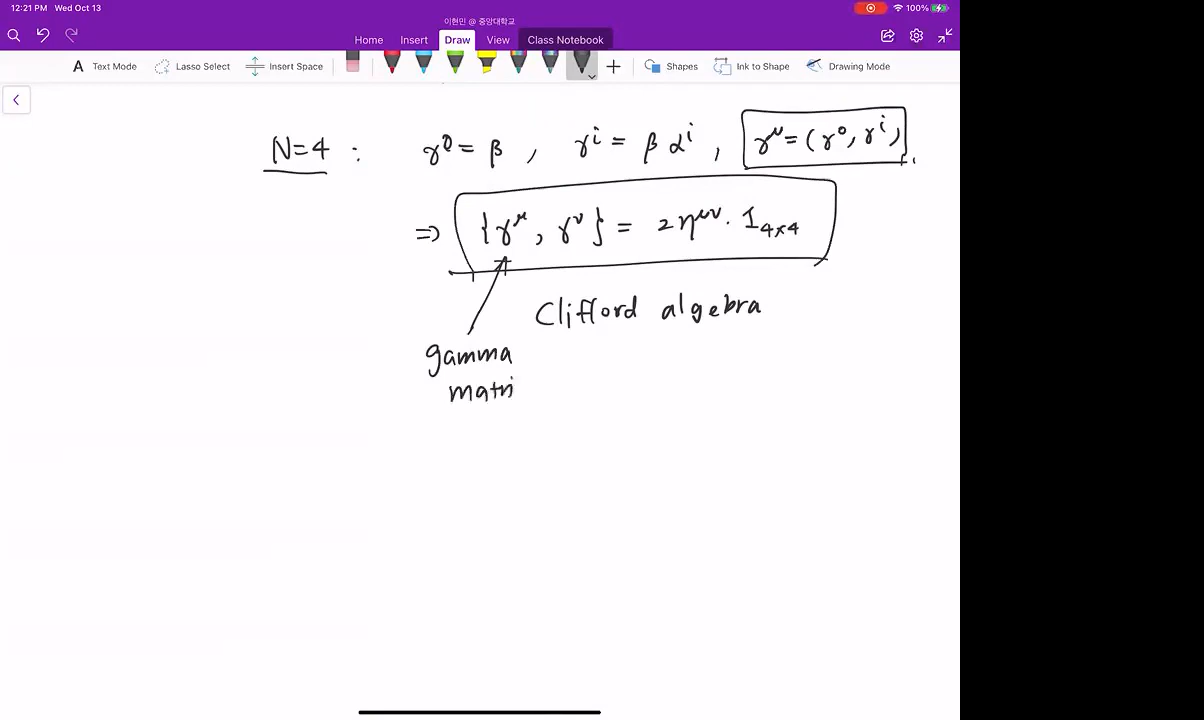 12:21 PM Wed Oct 13
100%
이현민 @ 중앙대학교
Home Insert Draw View Class Notebook
Text Mode Lasso Select Insert Space Shapes Ink to Shape Drawing Mode
N=4 : γ⁰ = β , γⁱ = β αⁱ , γ^μ = (γ⁰, γⁱ).
⇒ {γ^μ, γ^ν} = 2η^μν · 1_4×4
Clifford algebra
gamma
matri